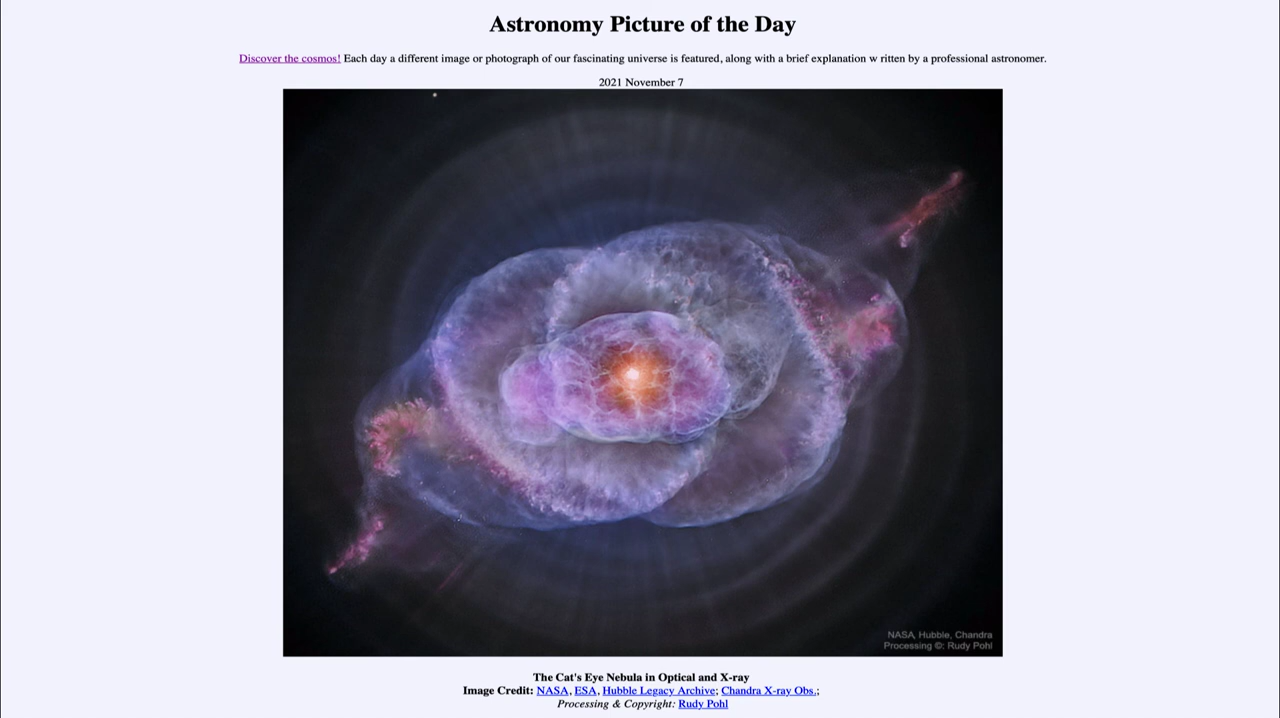 Astronomy Picture of the Day
Discover the cosmos! Each day a different image or photograph of our fascinating universe is featured, along with a brief explanation w ritten by a professional astronomer.
2021 November 7
NASA, Hubble, Chandra
Processing ©: Rudy Pohl
The Cat's Eye Nebula in Optical and X-ray
Image Credit: NASA, ESA, Hubble Legacy Archive; Chandra X-ray Obs.;
Processing & Copyright: Rudy Pohl